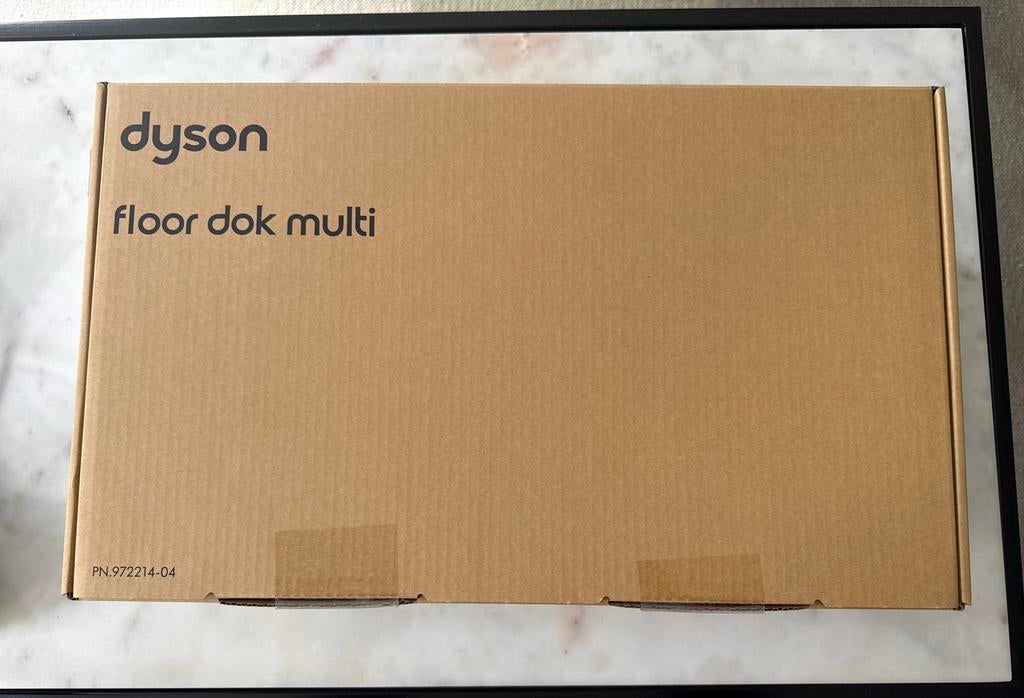 dyson
floor dok multi
PN.972214-04